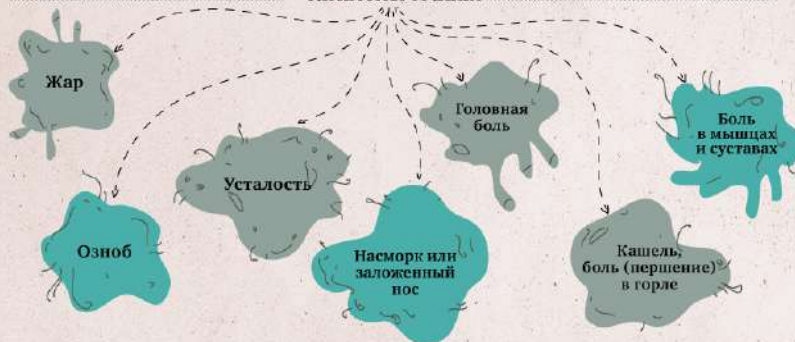 Жар
Головная
боль
Боль
в мышцах
и суставах
Усталость
Озноб
Насморк или
заложенный
нос
Кашель,
боль (першение)
в горле